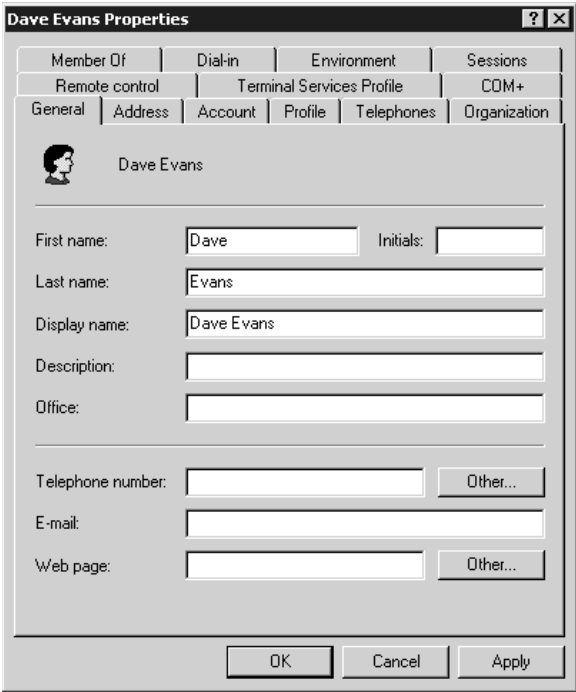 Dave Evans Properties
Member Of Dial-in Environment Sessions
Remote control Terminal Services Profile COM+
General Address Account Profile Telephones Organization
Dave Evans
First name: Dave Initials:
Last name: Evans
Display name: Dave Evans
Description:
Office:
Telephone number: Other...
E-mail:
Web page: Other...
OK Cancel Apply